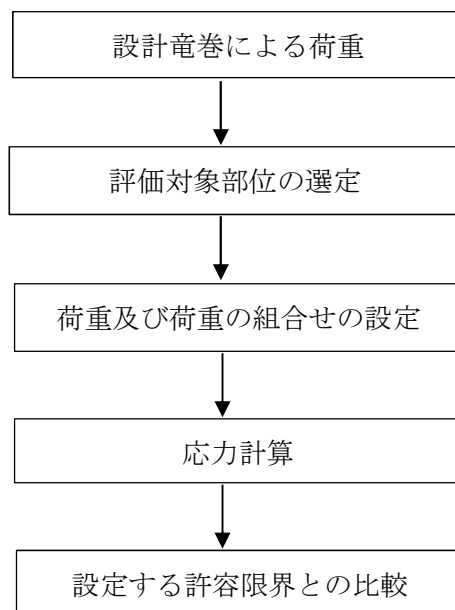 設計竜巻による荷重
評価対象部位の選定
荷重及び荷重の組合せの設定
応力計算
設定する許容限界との比較